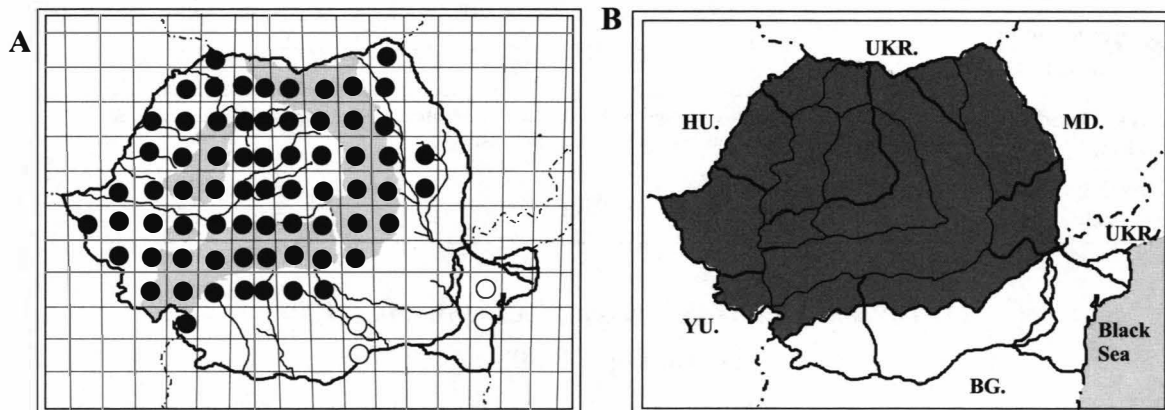 A
B
UKR.
HU.
MD.
UKR.
YU.
Black
Sea
BG.